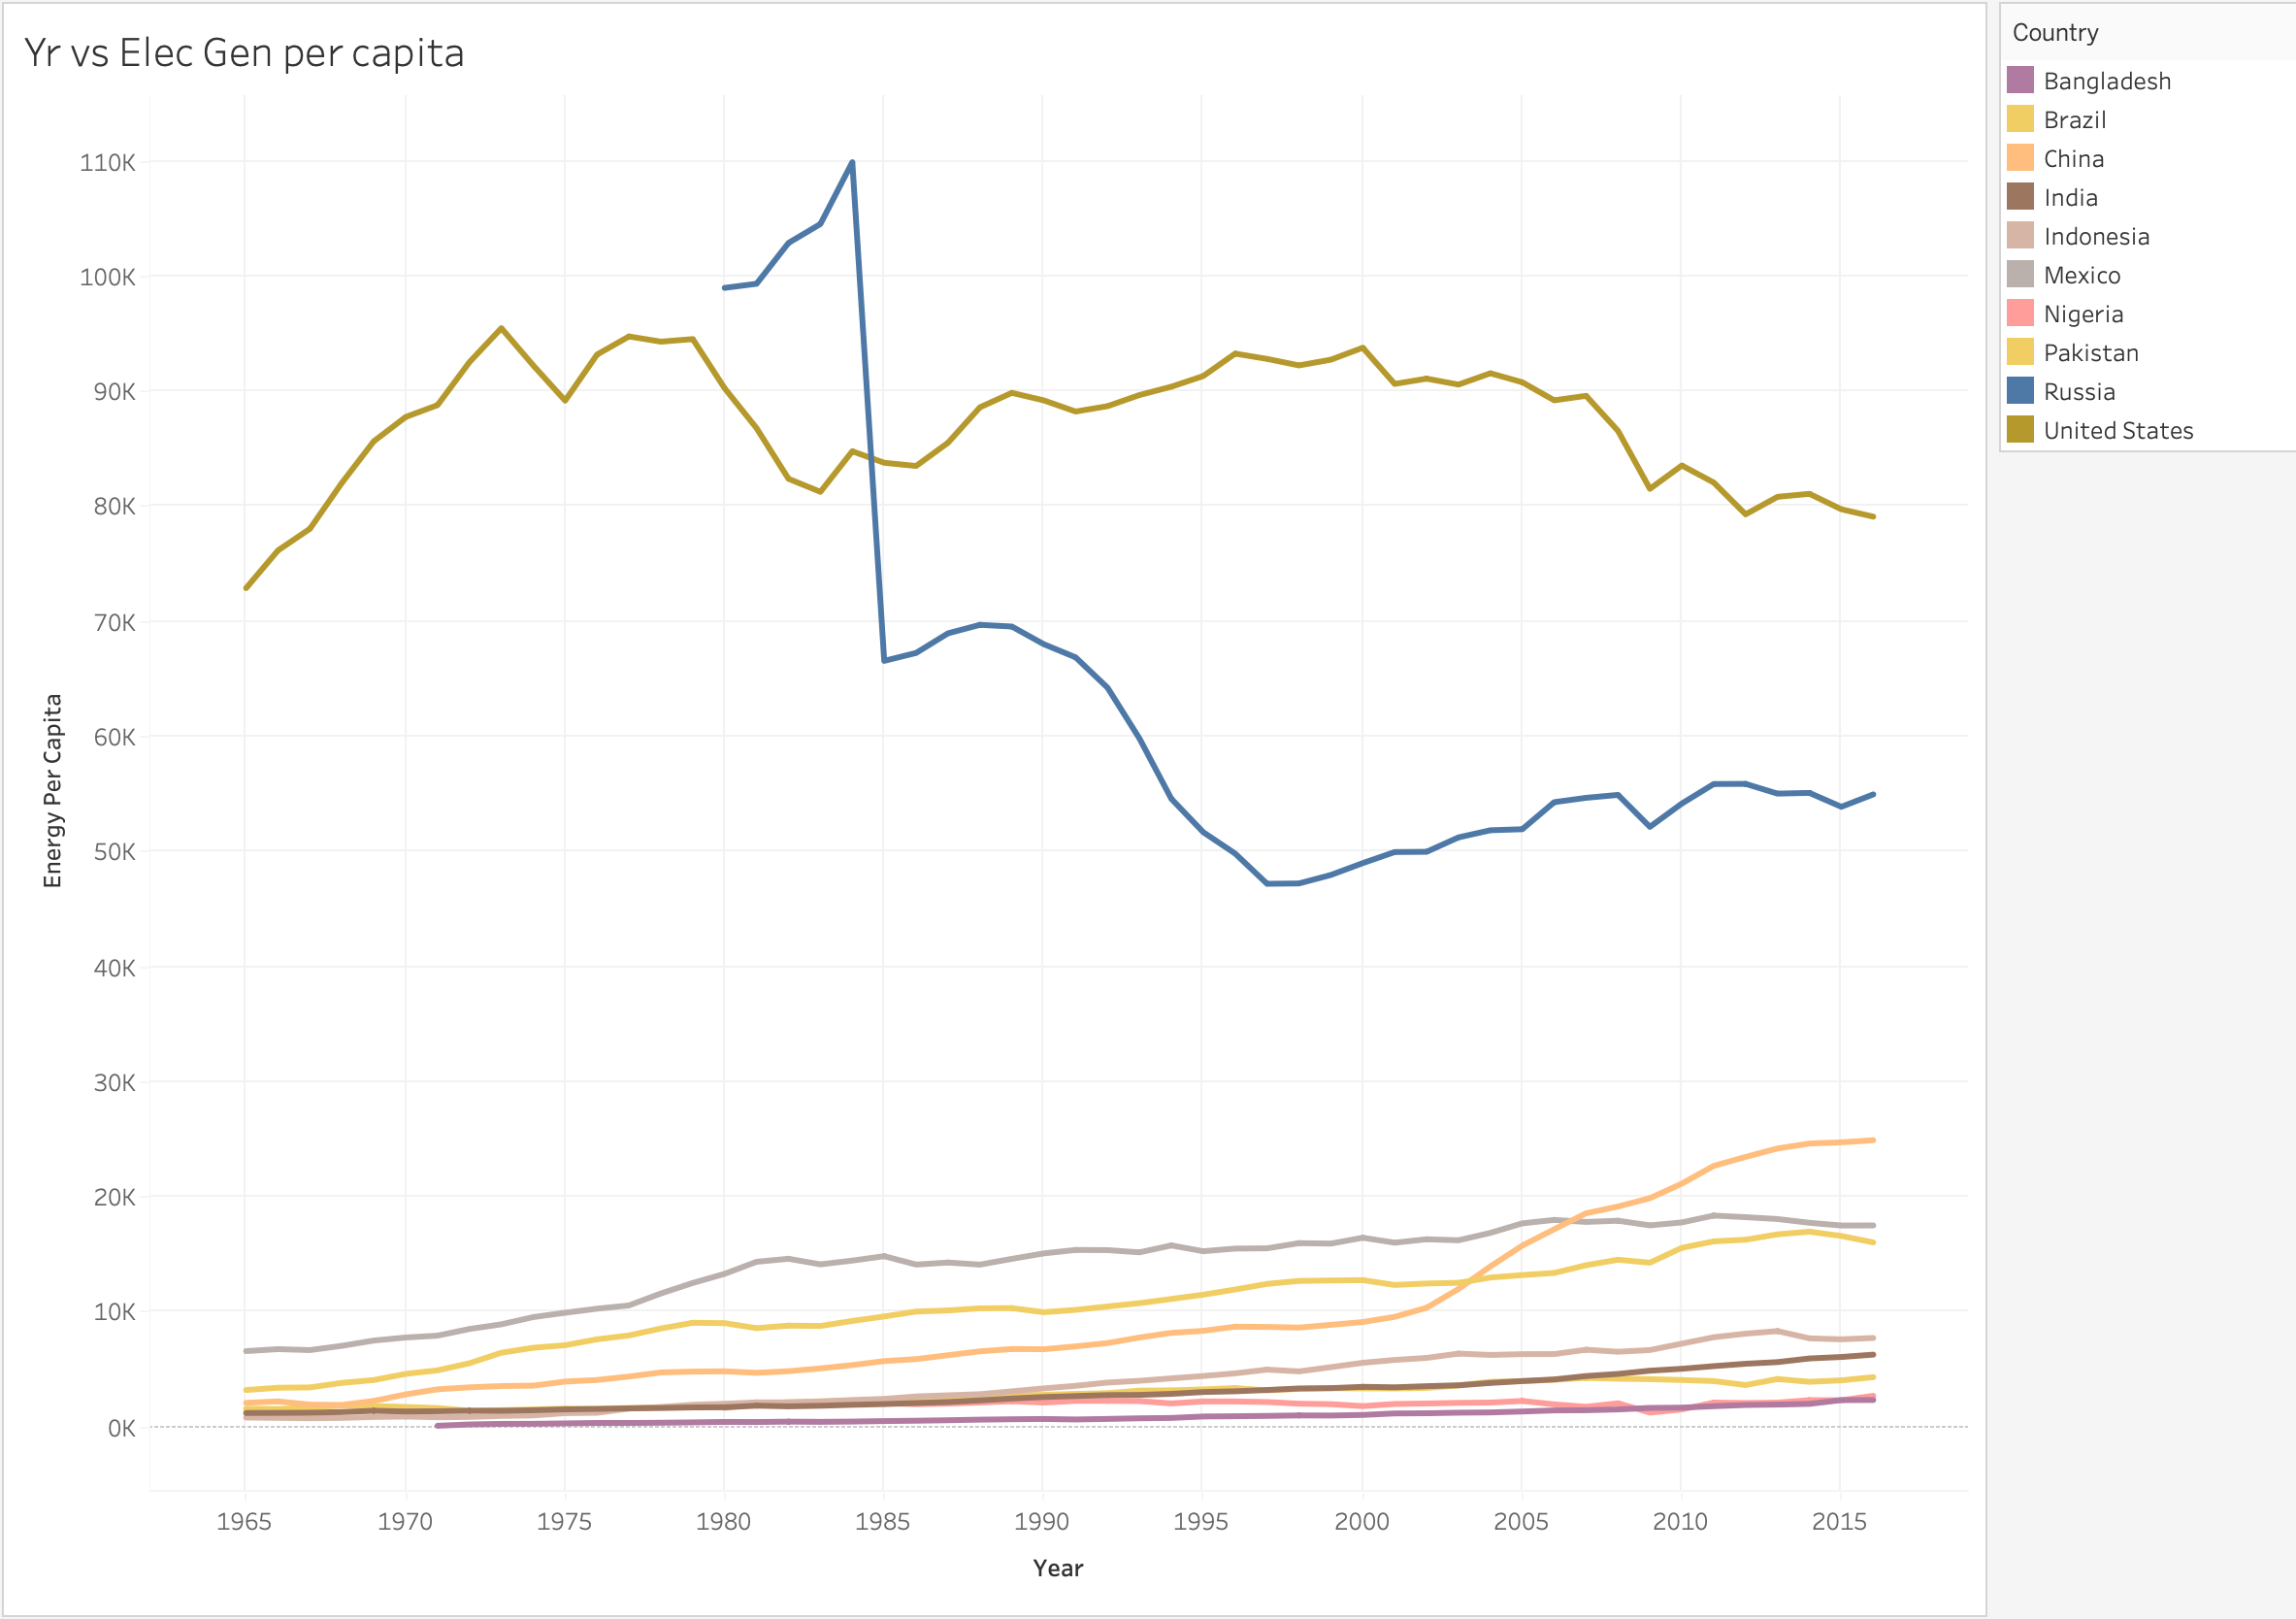 Yr vs Elec Gen per capita
110K
100K
90K
80K
70K
60K
50K
40K
30K
20K
10K
0K
Energy Per Capita
1965 1970 1975 1980 1985 1990 1995 2000 2005 2010 2015
Year
Country
Bangladesh
Brazil
China
India
Indonesia
Mexico
Nigeria
Pakistan
Russia
United States